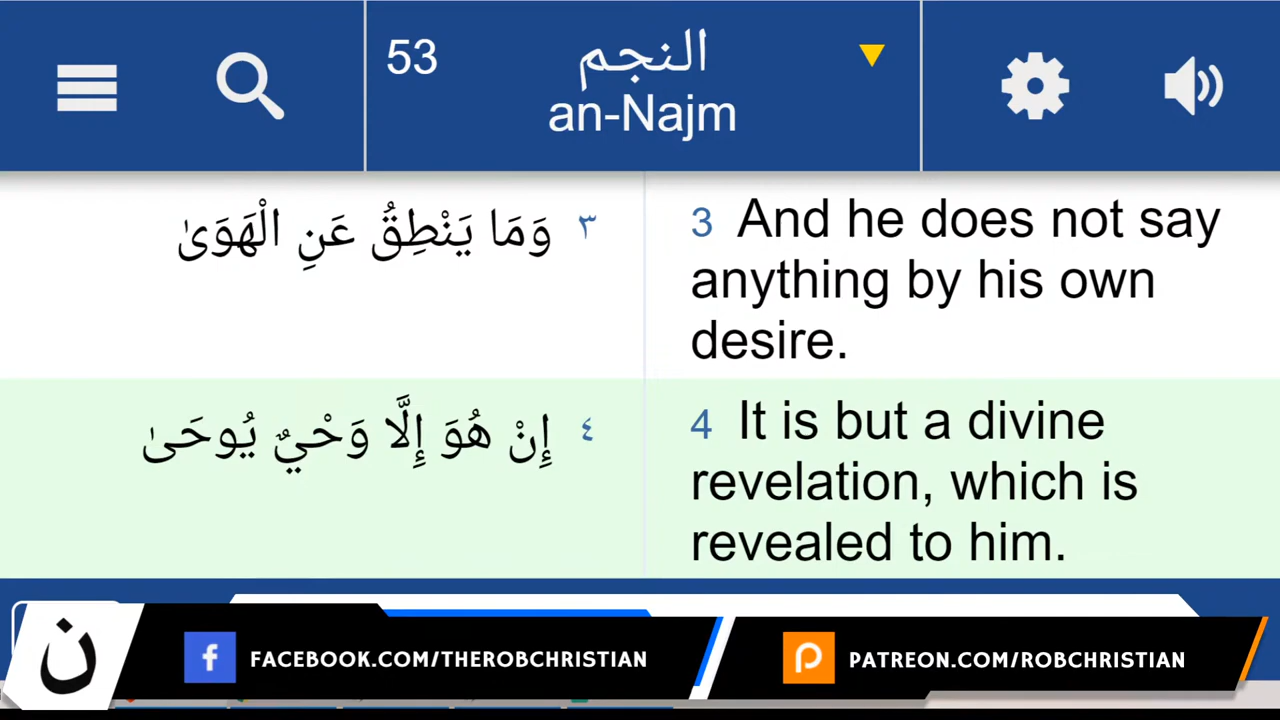 53
النجم
an-Najm
٣ وَمَا يَنْطِقُ عَنِ الْهَوَىٰ
3 And he does not say
anything by his own
desire.
٤ إِنْ هُوَ إِلَّا وَحْيٌ يُوحَىٰ
4 It is but a divine
revelation, which is
revealed to him.
ن
f FACEBOOK.COM/THEROBCHRISTIAN
PATREON.COM/ROBCHRISTIAN